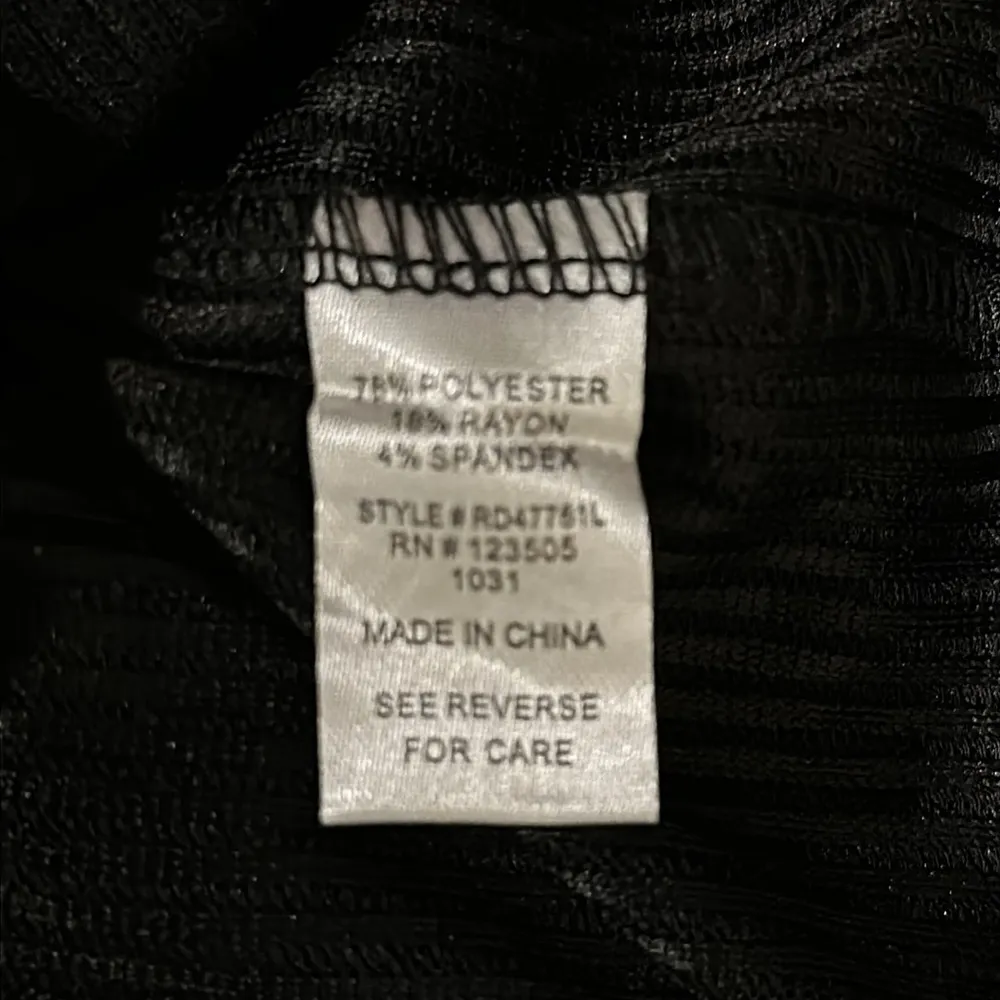 78% POLYESTER
18% RAYON
4% SPANDEX
STYLE # RD47751L
RN # 123505
1031
MADE IN CHINA
SEE REVERSE
FOR CARE